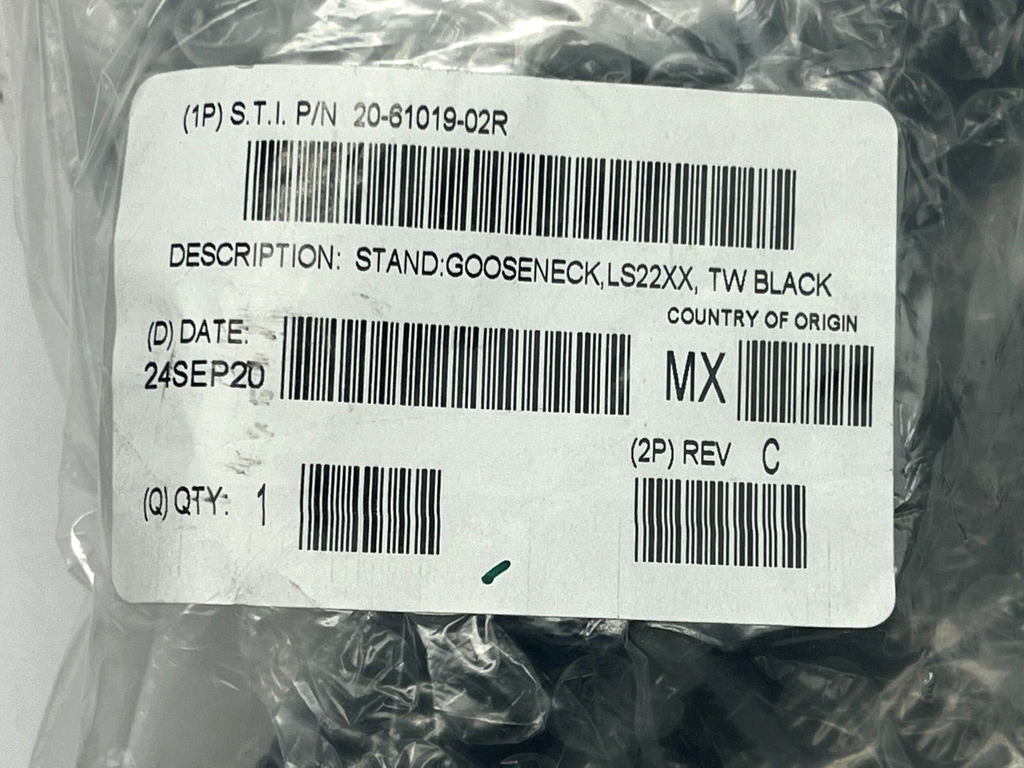 (1P) S.T.I. P/N 20-61019-02R
DESCRIPTION: STAND:GOOSENECK,LS22XX, TW BLACK
COUNTRY OF ORIGIN
(D) DATE:
24SEP20
MX
(2P) REV C
(Q) QTY: 1